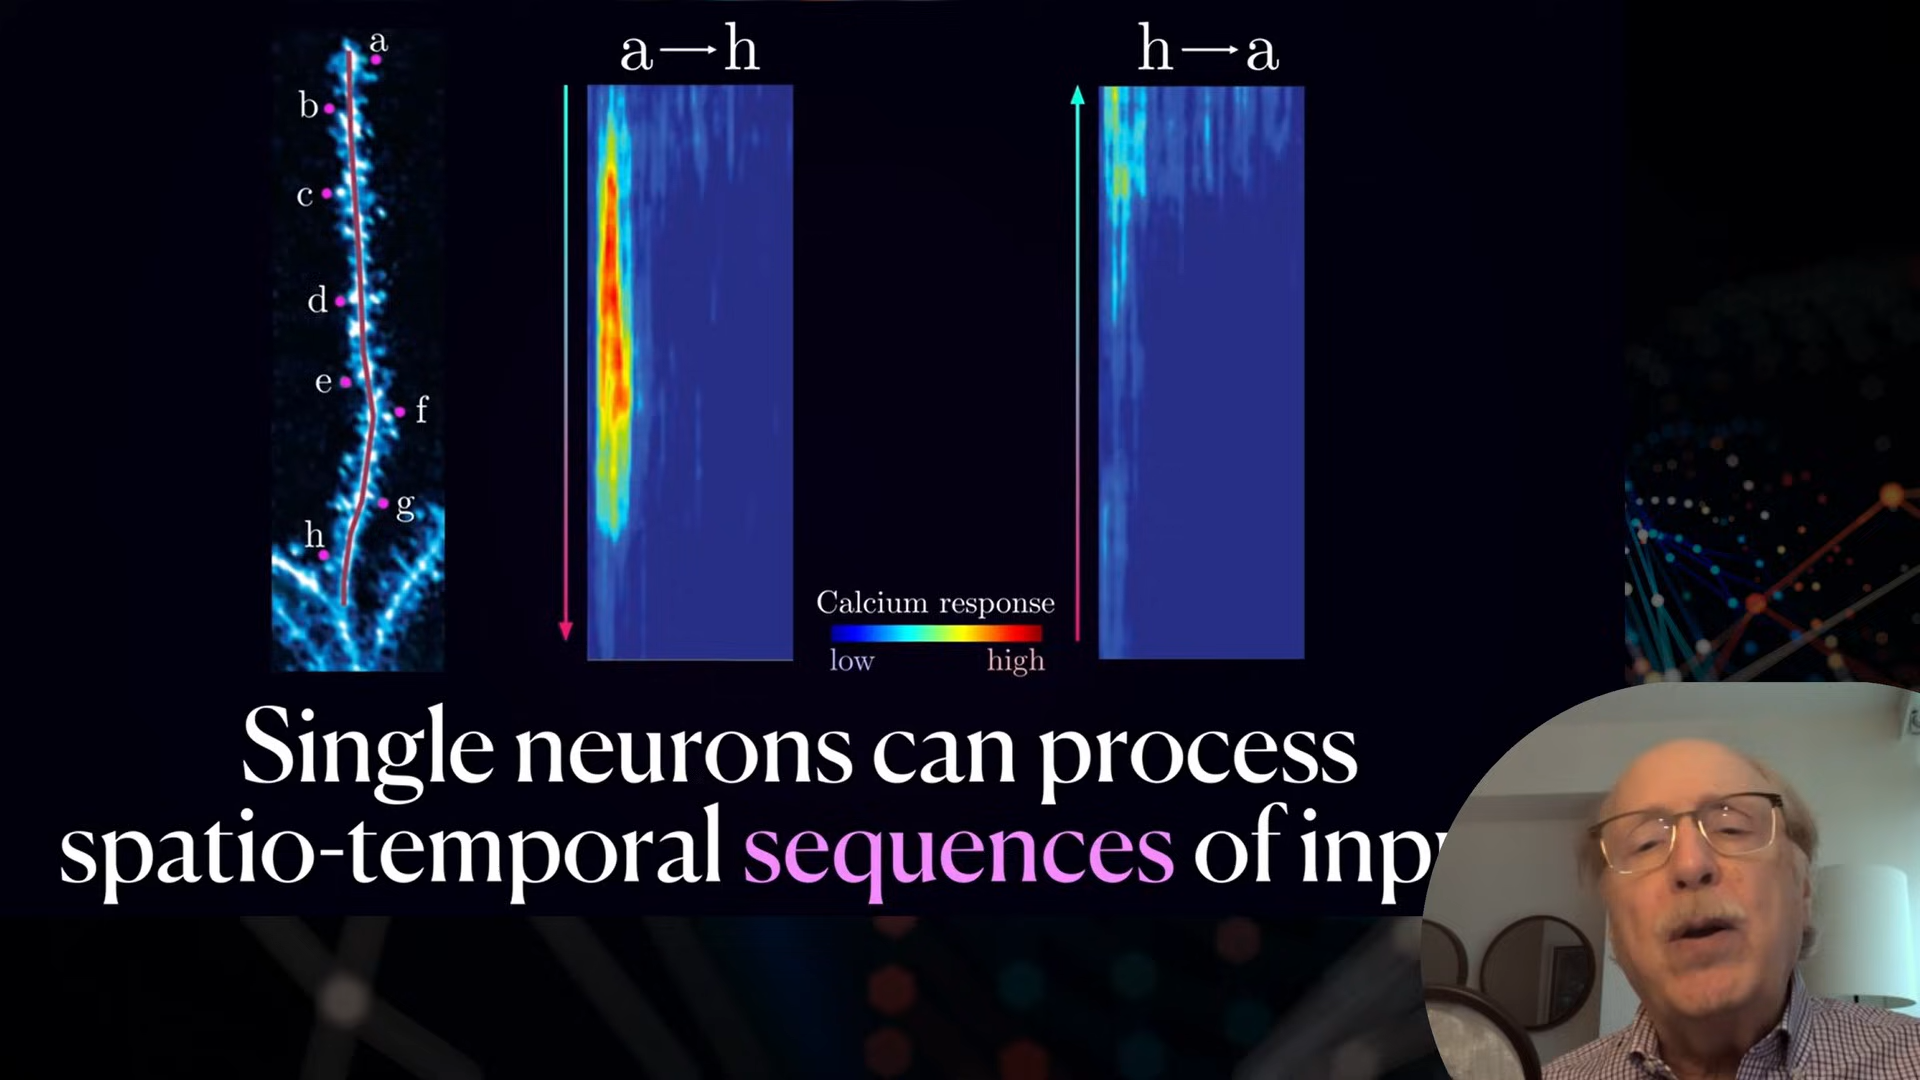 a
b
c
d
e
f
g
h
a→h
h→a
Calcium response
low high
Single neurons can process
spatio-temporal sequences of inp